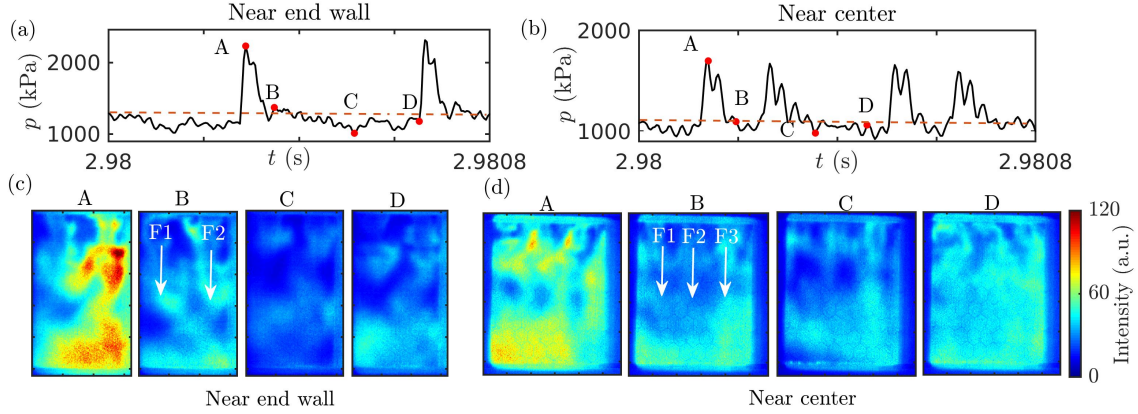 Near end wall
(a)
A
B
C
D
2000
1000
p (kPa)
2.98
t (s)
2.9808
Near center
(b)
A
B
C
D
2000
1000
p (kPa)
2.98
t (s)
2.9808
(c)
A
B
C
D
F1
F2
Near end wall
(d)
A
B
C
D
F1
F2
F3
Near center
120
60
0
Intensity (a.u.)